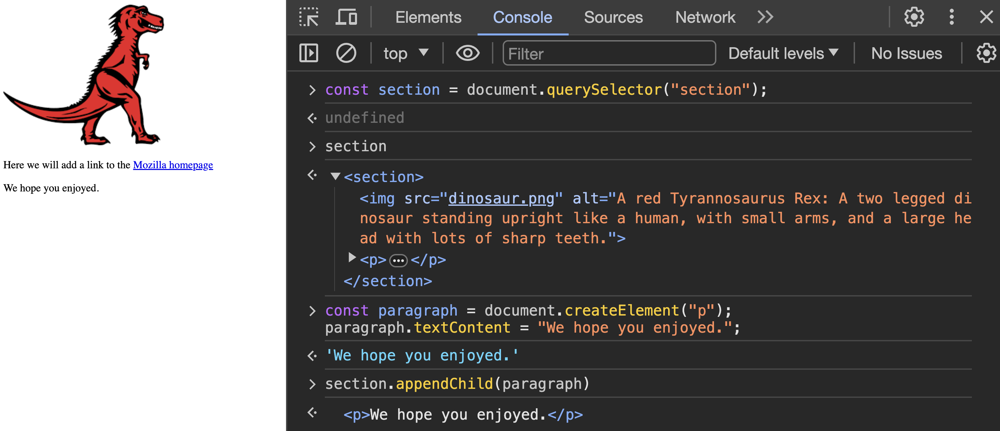 Here we will add a link to the Mozilla homepage
We hope you enjoyed.
Elements Console Sources Network
top Filter Default levels No Issues
const section = document.querySelector("section");
undefined
section
<section>
<img src="dinosaur.png" alt="A red Tyrannosaurus Rex: A two legged di
nosaur standing upright like a human, with small arms, and a large he
ad with lots of sharp teeth.">
<p>…</p>
</section>
const paragraph = document.createElement("p");
paragraph.textContent = "We hope you enjoyed.";
'We hope you enjoyed.'
section.appendChild(paragraph)
<p>We hope you enjoyed.</p>